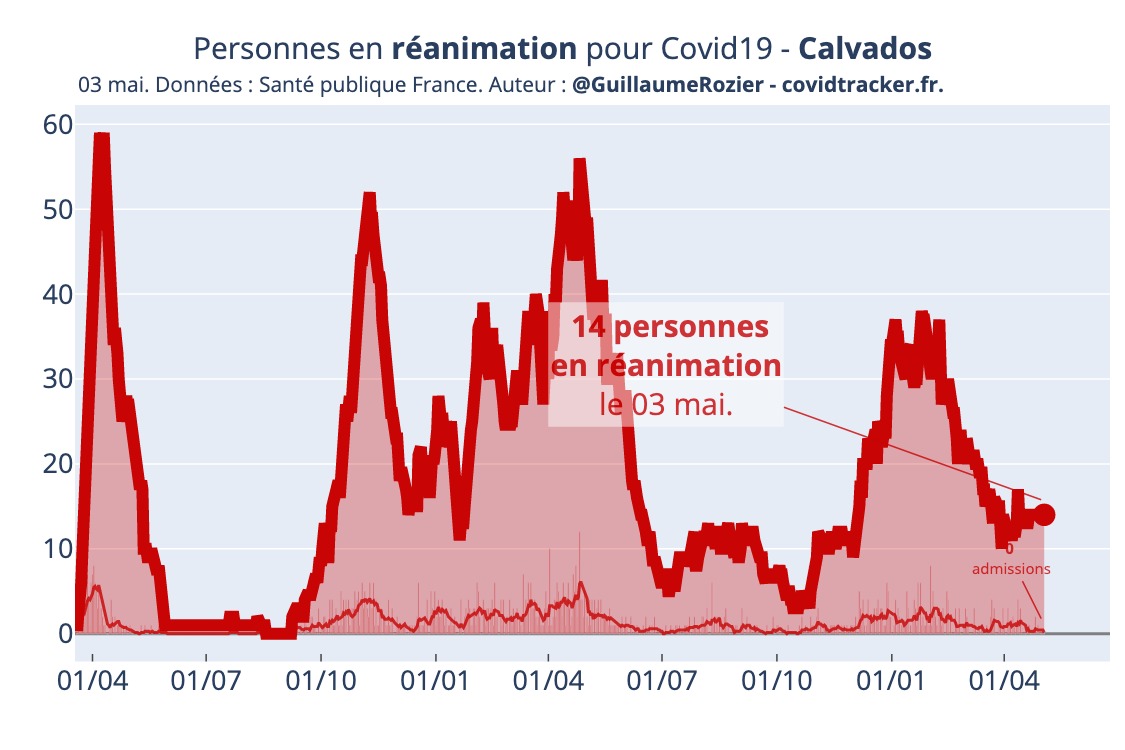 Personnes en réanimation pour Covid19 - Calvados
03 mai. Données : Santé publique France. Auteur : @GuillaumeRozier - covidtracker.fr.
60
50
40
30
20
10
0
14 personnes
en réanimation
le 03 mai.
0
admissions
01/04 01/07 01/10 01/01 01/04 01/07 01/10 01/01 01/04